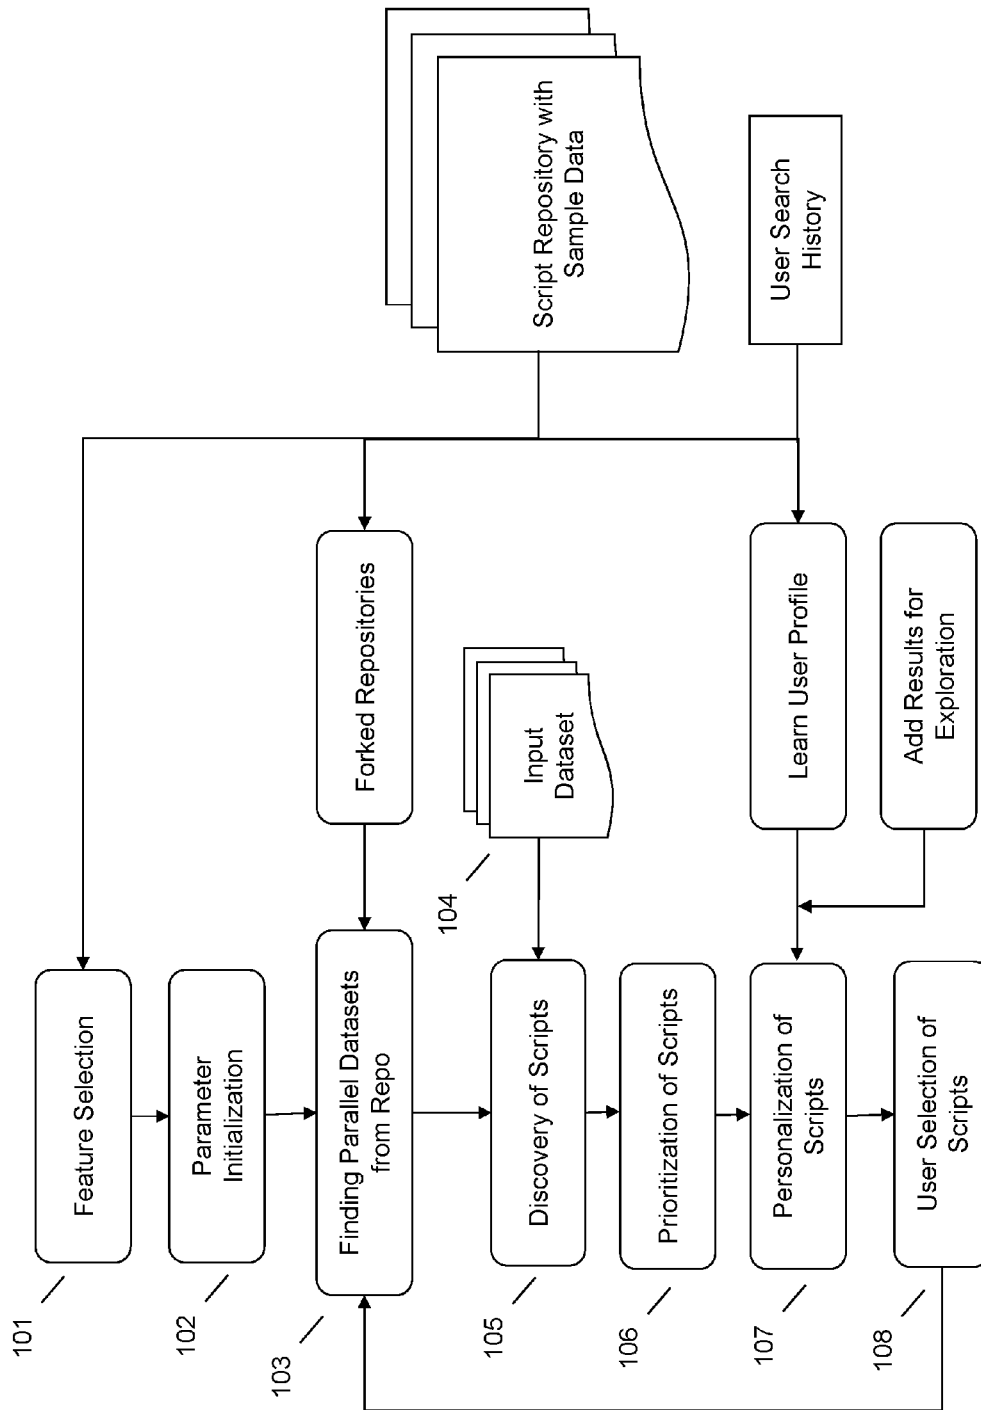 101
Feature Selection
102
Parameter
Initialization
103
Finding Parallel Datasets
from Repo
Forked Repositories
Script Repository with
Sample Data
104
Input
Dataset
105
Discovery of Scripts
106
Prioritization of Scripts
107
Personalization of
Scripts
Learn User Profile
User Search
History
108
User Selection of
Scripts
Add Results for
Exploration